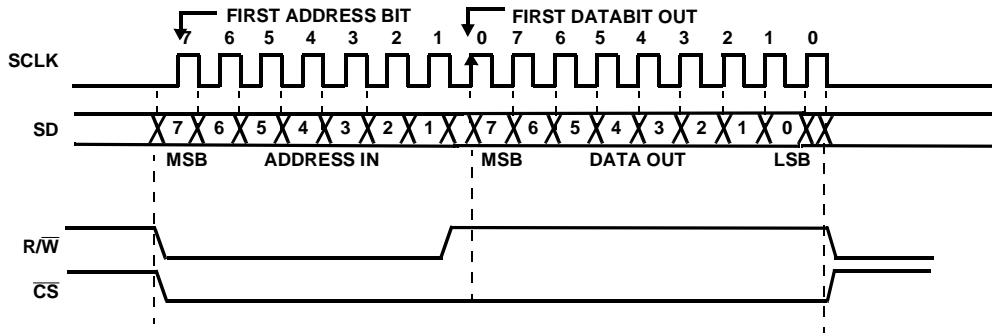 FIRST ADDRESS BIT FIRST DATABIT OUT
7 6 5 4 3 2 1 0 7 6 5 4 3 2 1 0
SCLK
SD 7 6 5 4 3 2 1 7 6 5 4 3 2 1 0
MSB ADDRESS IN MSB DATA OUT LSB
R/W̅
C̅S̅